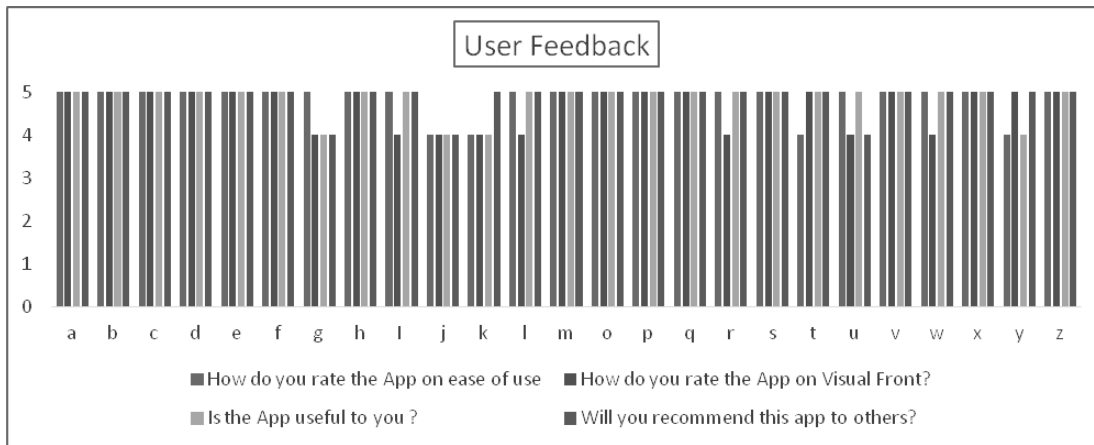 User Feedback
5
4
3
2
1
0
a b c d e f g h I j k l m o p q r s t u v w x y z
How do you rate the App on ease of use How do you rate the App on Visual Front?
Is the App useful to you ? Will you recommend this app to others?